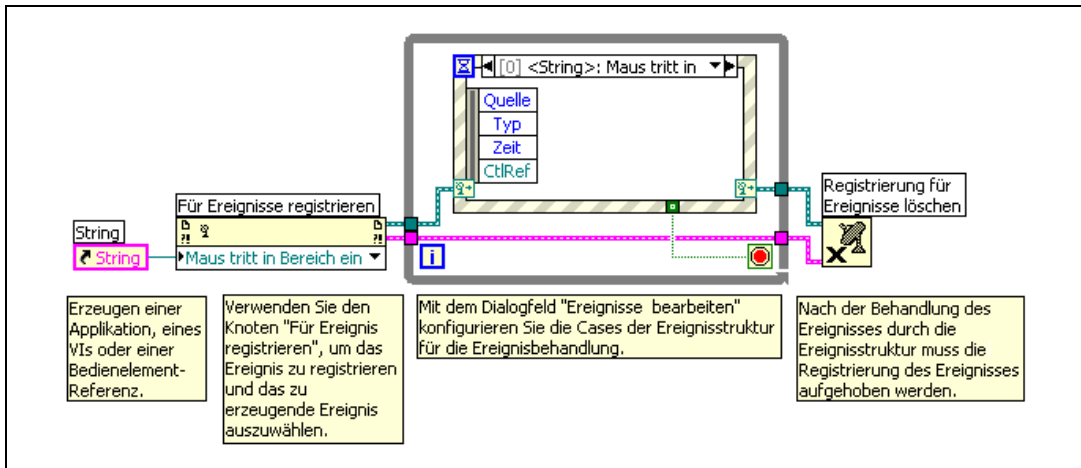 [0] <String>: Maus tritt in
Quelle
Typ
Zeit
CtlRef
Für Ereignisse registrieren
Registrierung für
Ereignisse löschen
String
String
Maus tritt in Bereich ein
i
Erzeugen einer
Applikation, eines
VIs oder einer
Bedienelement-
Referenz.
Verwenden Sie den
Knoten "Für Ereignis
registrieren", um das
Ereignis zu registrieren
und das zu
erzeugende Ereignis
auszuwählen.
Mit dem Dialogfeld "Ereignisse bearbeiten"
konfigurieren Sie die Cases der Ereignisstruktur
für die Ereignisbehandlung.
Nach der Behandlung des
Ereignisses durch die
Ereignisstruktur muss die
Registrierung des Ereignisses
aufgehoben werden.